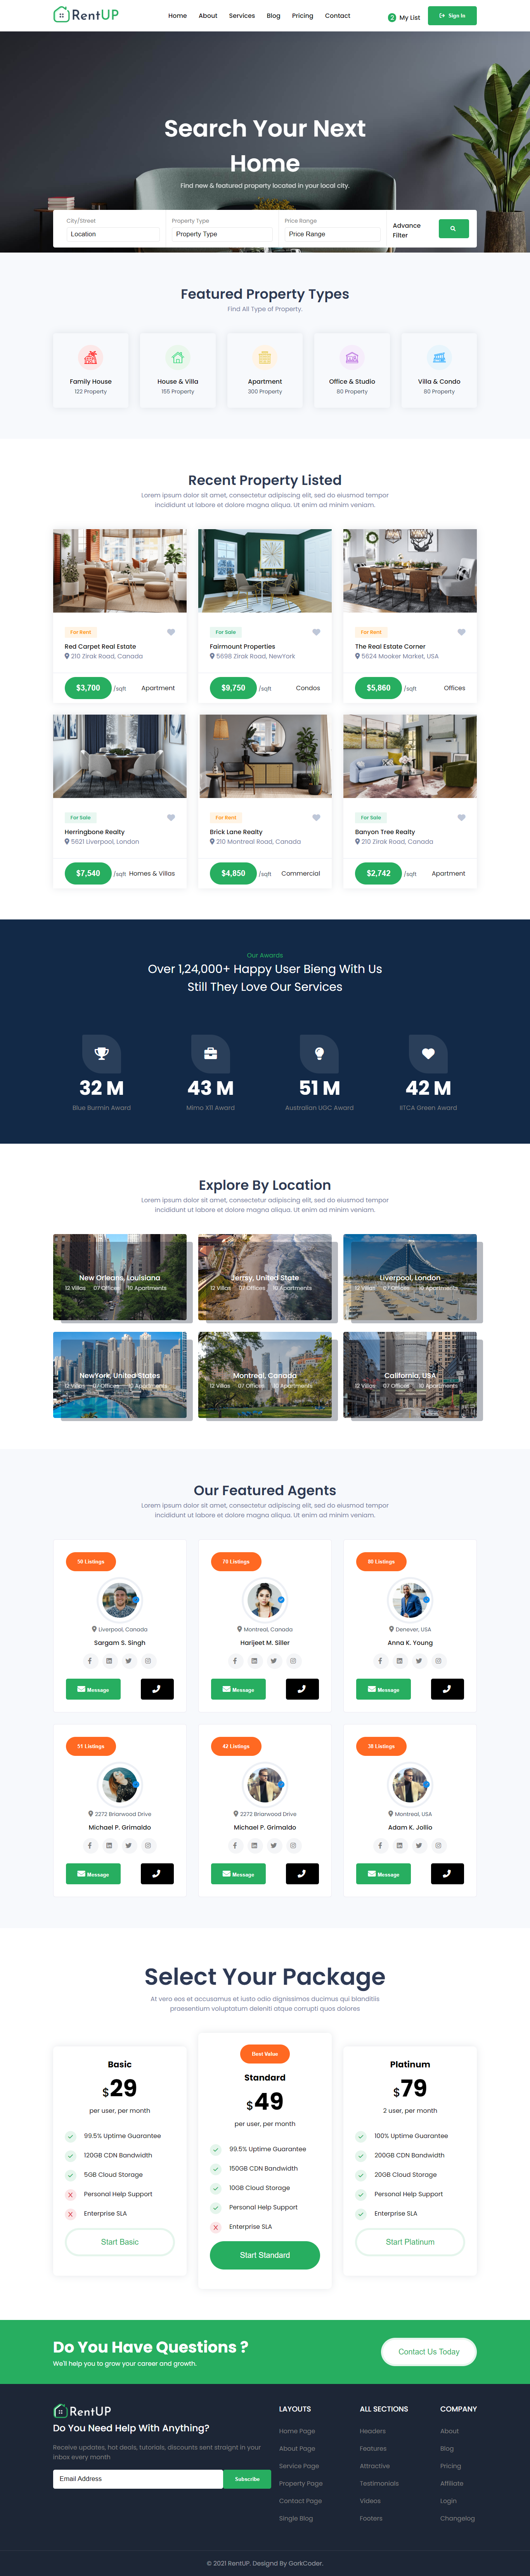 RentUP
Home About Services Blog Pricing Contact
2 My List
Sign In
Search Your Next
Home
Find new & featured property located in your local city.
City/Street
Location
Property Type
Property Type
Price Range
Price Range
Advance
Filter
Featured Property Types
Find All Type of Property.
Family House
122 Property
House & Villa
155 Property
Apartment
300 Property
Office & Studio
80 Property
Villa & Condo
80 Property
Recent Property Listed
Lorem ipsum dolor sit amet, consectetur adipiscing elit, sed do eiusmod tempor
incididunt ut labore et dolore magna aliqua. Ut enim ad minim veniam.
For Rent
Red Carpet Real Estate
210 Zirak Road, Canada
$3,700 /sqft Apartment
For Sale
Fairmount Properties
5698 Zirak Road, NewYork
$9,750 /sqft Condos
For Rent
The Real Estate Corner
5624 Mooker Market, USA
$5,860 /sqft Offices
For Sale
Herringbone Realty
5621 Liverpool, London
$7,540 /sqft Homes & Villas
For Rent
Brick Lane Realty
210 Montreal Road, Canada
$4,850 /sqft Commercial
For Sale
Banyon Tree Realty
210 Zirak Road, Canada
$2,742 /sqft Apartment
Our Awards
Over 1,24,000+ Happy User Bieng With Us
Still They Love Our Services
32 M
Blue Burmin Award
43 M
Mimo X11 Award
51 M
Australian UGC Award
42 M
IITCA Green Award
Explore By Location
Lorem ipsum dolor sit amet, consectetur adipiscing elit, sed do eiusmod tempor
incididunt ut labore et dolore magna aliqua. Ut enim ad minim veniam.
New Orleans, Louisiana
12 Villas 07 Offices 10 Apartments
Jerrsy, United State
12 Villas 07 Offices 10 Apartments
Liverpool, London
12 Villas 07 Offices 10 Apartments
NewYork, United States
12 Villas 07 Offices 10 Apartments
Montreal, Canada
12 Villas 07 Offices 10 Apartments
California, USA
12 Villas 07 Offices 10 Apartments
Our Featured Agents
Lorem ipsum dolor sit amet, consectetur adipiscing elit, sed do eiusmod tempor
incididunt ut labore et dolore magna aliqua. Ut enim ad minim veniam.
50 Listings
Liverpool, Canada
Sargam S. Singh
Message
70 Listings
Montreal, Canada
Harijeet M. Siller
Message
80 Listings
Denever, USA
Anna K. Young
Message
51 Listings
2272 Briarwood Drive
Michael P. Grimaldo
Message
42 Listings
2272 Briarwood Drive
Michael P. Grimaldo
Message
38 Listings
Montreal, USA
Adam K. Jollio
Message
Select Your Package
At vero eos et accusamus et iusto odio dignissimos ducimus qui blanditiis
praesentium voluptatum deleniti atque corrupti quos dolores
Basic
$29
per user, per month
99.5% Uptime Guarantee
120GB CDN Bandwidth
5GB Cloud Storage
Personal Help Support
Enterprise SLA
Start Basic
Best Value
Standard
$49
per user, per month
99.5% Uptime Guarantee
150GB CDN Bandwidth
10GB Cloud Storage
Personal Help Support
Enterprise SLA
Start Standard
Platinum
$79
2 user, per month
100% Uptime Guarantee
200GB CDN Bandwidth
20GB Cloud Storage
Personal Help Support
Enterprise SLA
Start Platinum
Do You Have Questions ?
We'll help you to grow your career and growth.
Contact Us Today
RentUP
Do You Need Help With Anything?
Receive updates, hot deals, tutorials, discounts sent straignt in your
inbox every month
Email Address
Subscribe
LAYOUTS
Home Page
About Page
Service Page
Property Page
Contact Page
Single Blog
ALL SECTIONS
Headers
Features
Attractive
Testimonials
Videos
Footers
COMPANY
About
Blog
Pricing
Affiliate
Login
Changelog
© 2021 RentUP. Designd By GorkCoder.